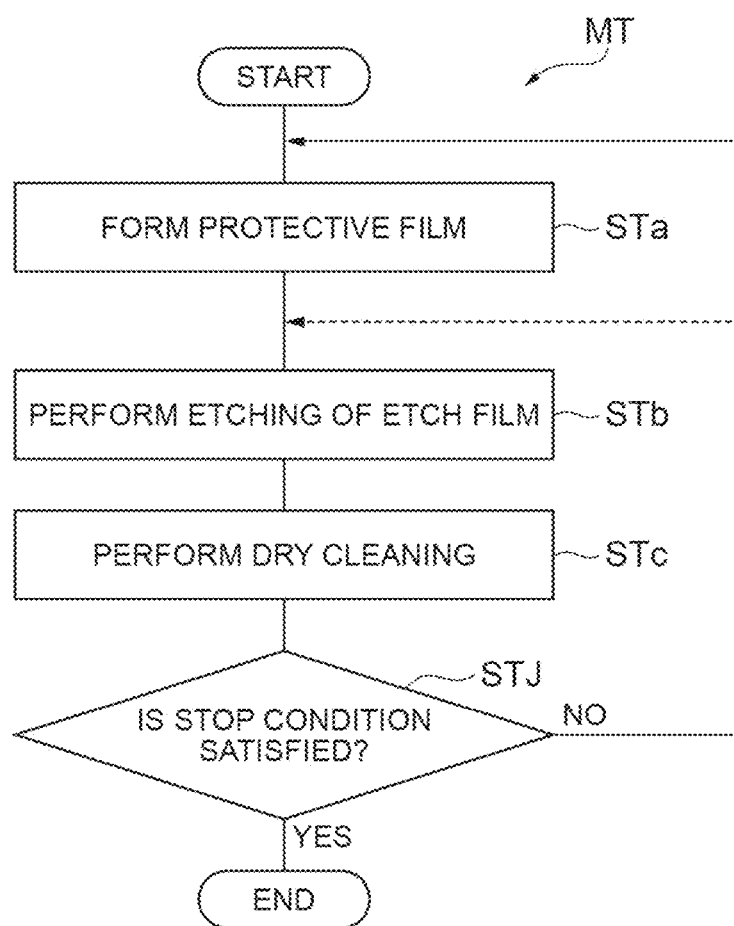 MT
START
FORM PROTECTIVE FILM
STa
PERFORM ETCHING OF ETCH FILM
STb
PERFORM DRY CLEANING
STc
STJ
IS STOP CONDITION
SATISFIED?
NO
YES
END